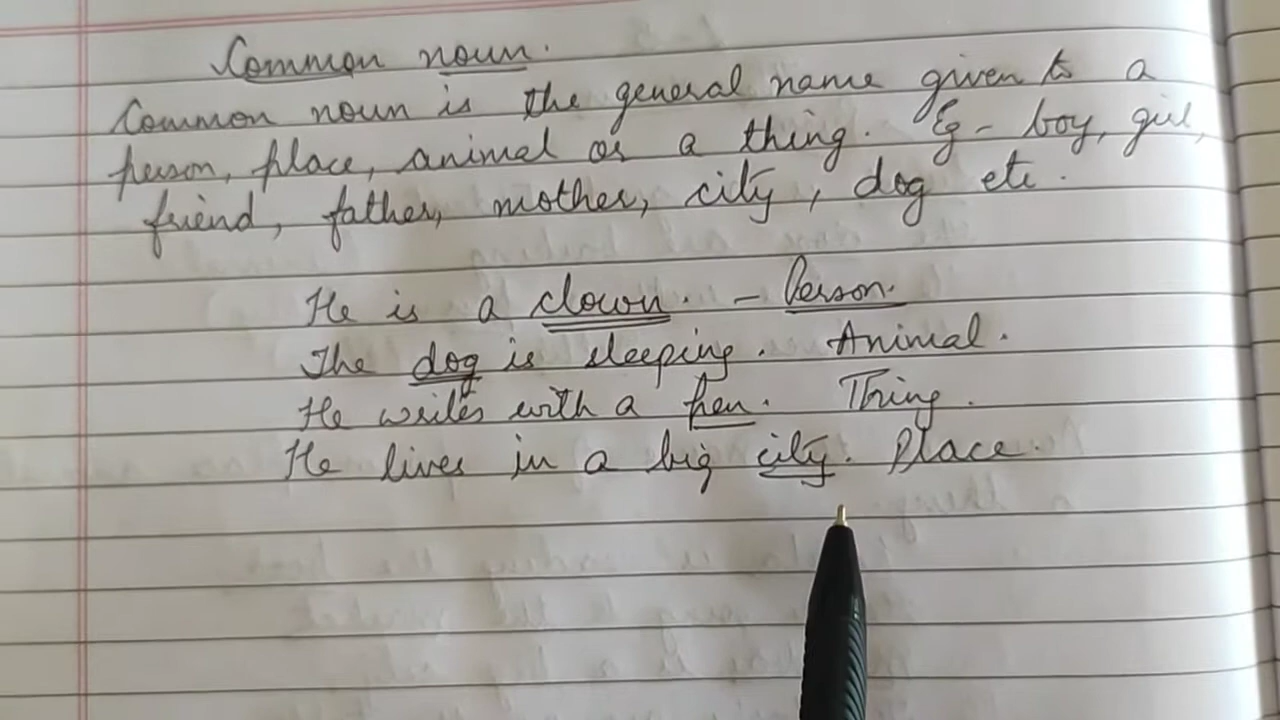 Common noun.
Common noun is the general name given to a
person, place, animal or a thing. Eg - boy, girl,
friend, father, mother, city, dog etc.
He is a clown. - Person.
The dog is sleeping. Animal.
He writes with a pen. Thing.
He lives in a big city. Place.